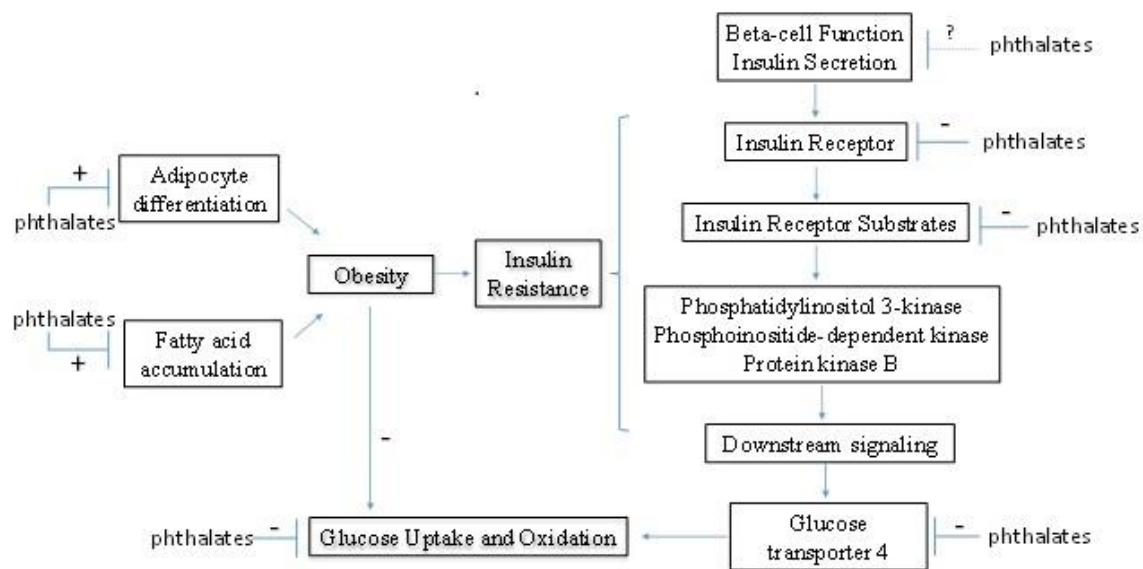 Beta-cell Function
Insulin Secretion
?
phthalates
Insulin Receptor
-
phthalates
+
Adipocyte
differentiation
phthalates
Insulin Receptor Substrates
-
phthalates
Obesity
Insulin
Resistance
phthalates
+
Fatty acid
accumulation
Phosphatidylinositol 3-kinase
Phosphoinositide-dependent kinase
Protein kinase B
-
Downstream signaling
phthalates
-
Glucose Uptake and Oxidation
Glucose
transporter 4
-
phthalates